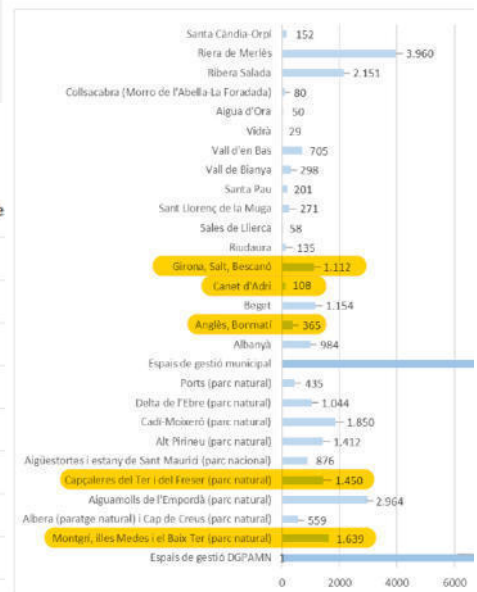 e
Santa Càndia-Orpí 152
Riera de Merlès 3.960
Ribera Salada 2.151
Collsacabra (Morro de l'Abella-La Foradada) 80
Aigua d'Ora 50
Vidrà 29
Vall d'en Bas 705
Vall de Bianya 298
Santa Pau 201
Sant Llorenç de la Muga 271
Sales de Llierca 58
Riudaura 135
Girona, Salt, Bescanó 1.112
Canet d'Adri 108
Beget 1.154
Anglès, Bonmatí 365
Albanyà 984
Espais de gestió municipal
Ports (parc natural) 435
Delta de l'Ebre (parc natural) 1.044
Cadí-Moixeró (parc natural) 1.850
Alt Pirineu (parc natural) 1.412
Aigüestortes i estany de Sant Maurici (parc nacional) 876
Capçaleres del Ter i del Freser (parc natural) 1.450
Aiguamolls de l'Empordà (parc natural) 2.964
Albera (paratge natural) i Cap de Creus (parc natural) 559
Montgrí, illes Medes i el Baix Ter (parc natural) 1.639
Espais de gestió DGPAMN
0 2000 4000 6000